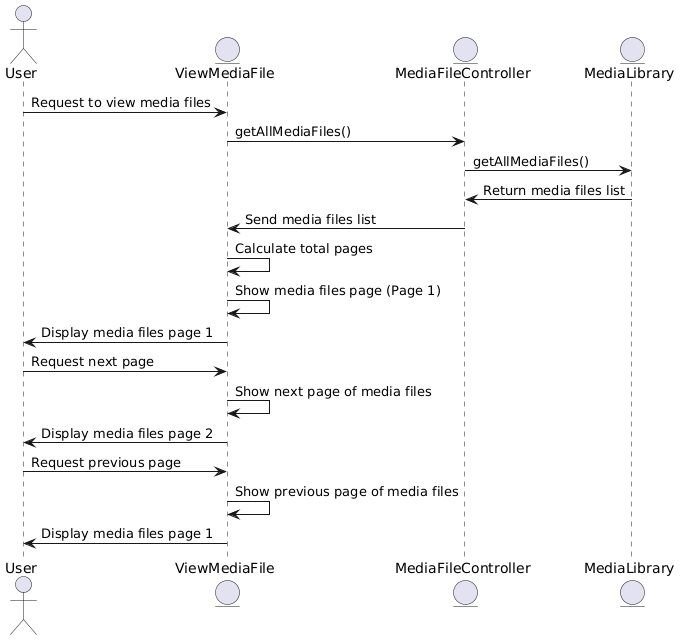 User
ViewMediaFile
MediaFileController
MediaLibrary
Request to view media files
getAllMediaFiles()
getAllMediaFiles()
Return media files list
Send media files list
Calculate total pages
Show media files page (Page 1)
Display media files page 1
Request next page
Show next page of media files
Display media files page 2
Request previous page
Show previous page of media files
Display media files page 1
User
ViewMediaFile
MediaFileController
MediaLibrary